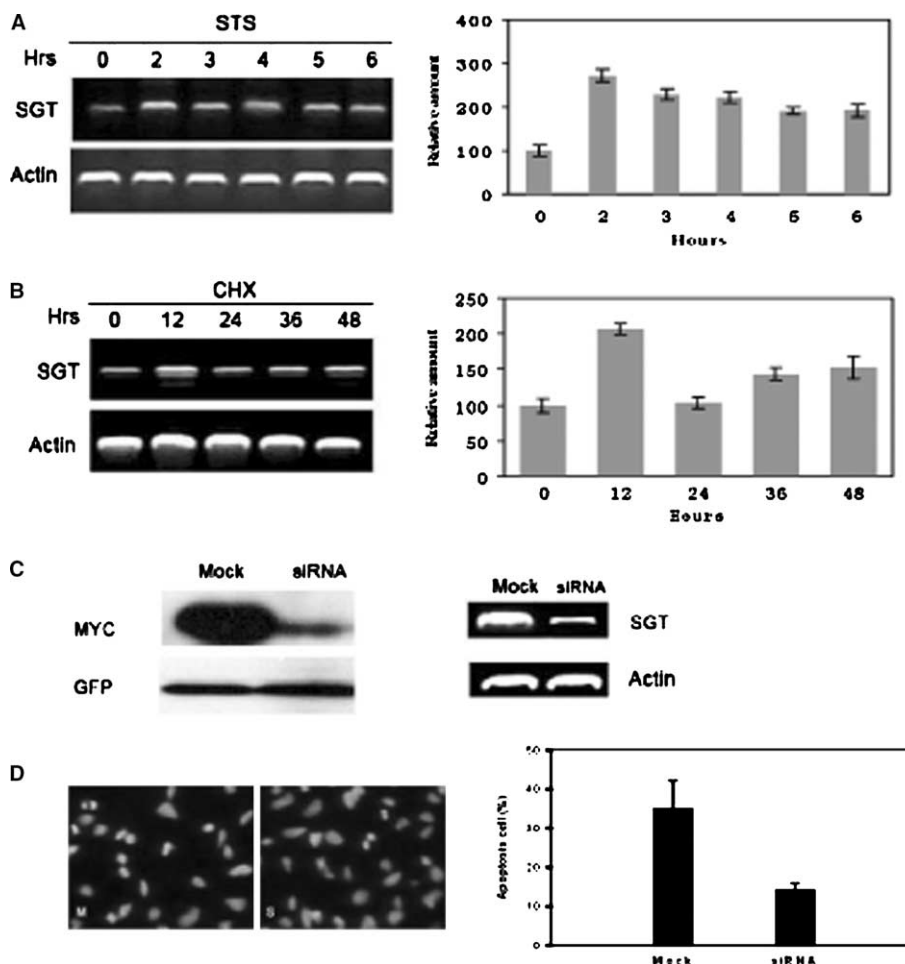 A
STS
Hrs 0 2 3 4 5 6
SGT
Actin
Relative amount
400
300
200
100
0
0 2 3 4 5 6
Hours
B
CHX
Hrs 0 12 24 36 48
SGT
Actin
Relative amount
250
200
150
100
50
0
0 12 24 36 48
Hours
C
Mock siRNA
MYC
GFP
Mock siRNA
SGT
Actin
D
M
S
Apaptosis cell (%)
50
40
30
20
10
0
Mock siRNA